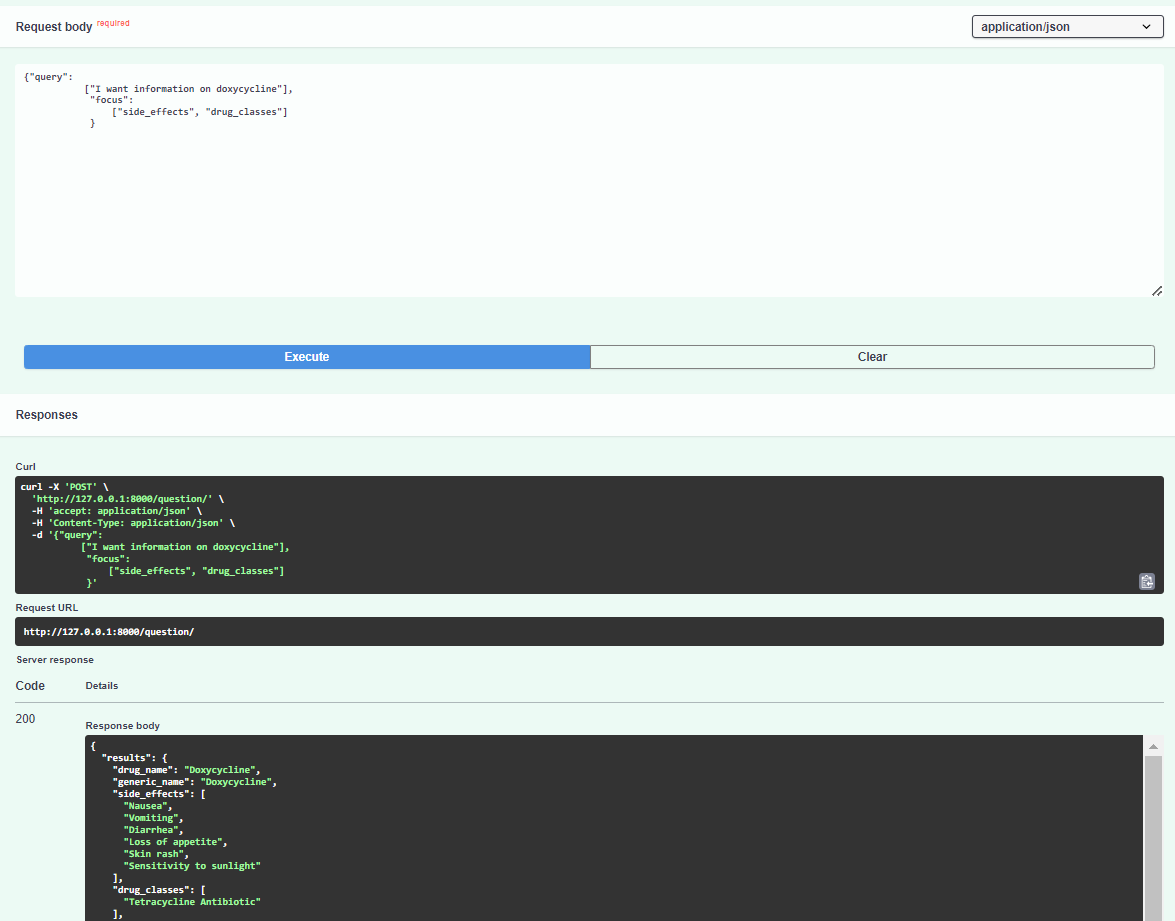 Request body required
application/json
{"query":
["I want information on doxycycline"],
"focus":
["side_effects", "drug_classes"]
}
Execute
Clear
Responses
Curl
curl -X 'POST' \
'http://127.0.0.1:8000/question/' \
-H 'accept: application/json' \
-H 'Content-Type: application/json' \
-d '{"query":
["I want information on doxycycline"],
"focus":
["side_effects", "drug_classes"]
}'
Request URL
http://127.0.0.1:8000/question/
Server response
Code Details
200
Response body
{
"results": {
"drug_name": "Doxycycline",
"generic_name": "Doxycycline",
"side_effects": [
"Nausea",
"Vomiting",
"Diarrhea",
"Loss of appetite",
"Skin rash",
"Sensitivity to sunlight"
],
"drug_classes": [
"Tetracycline Antibiotic"
],